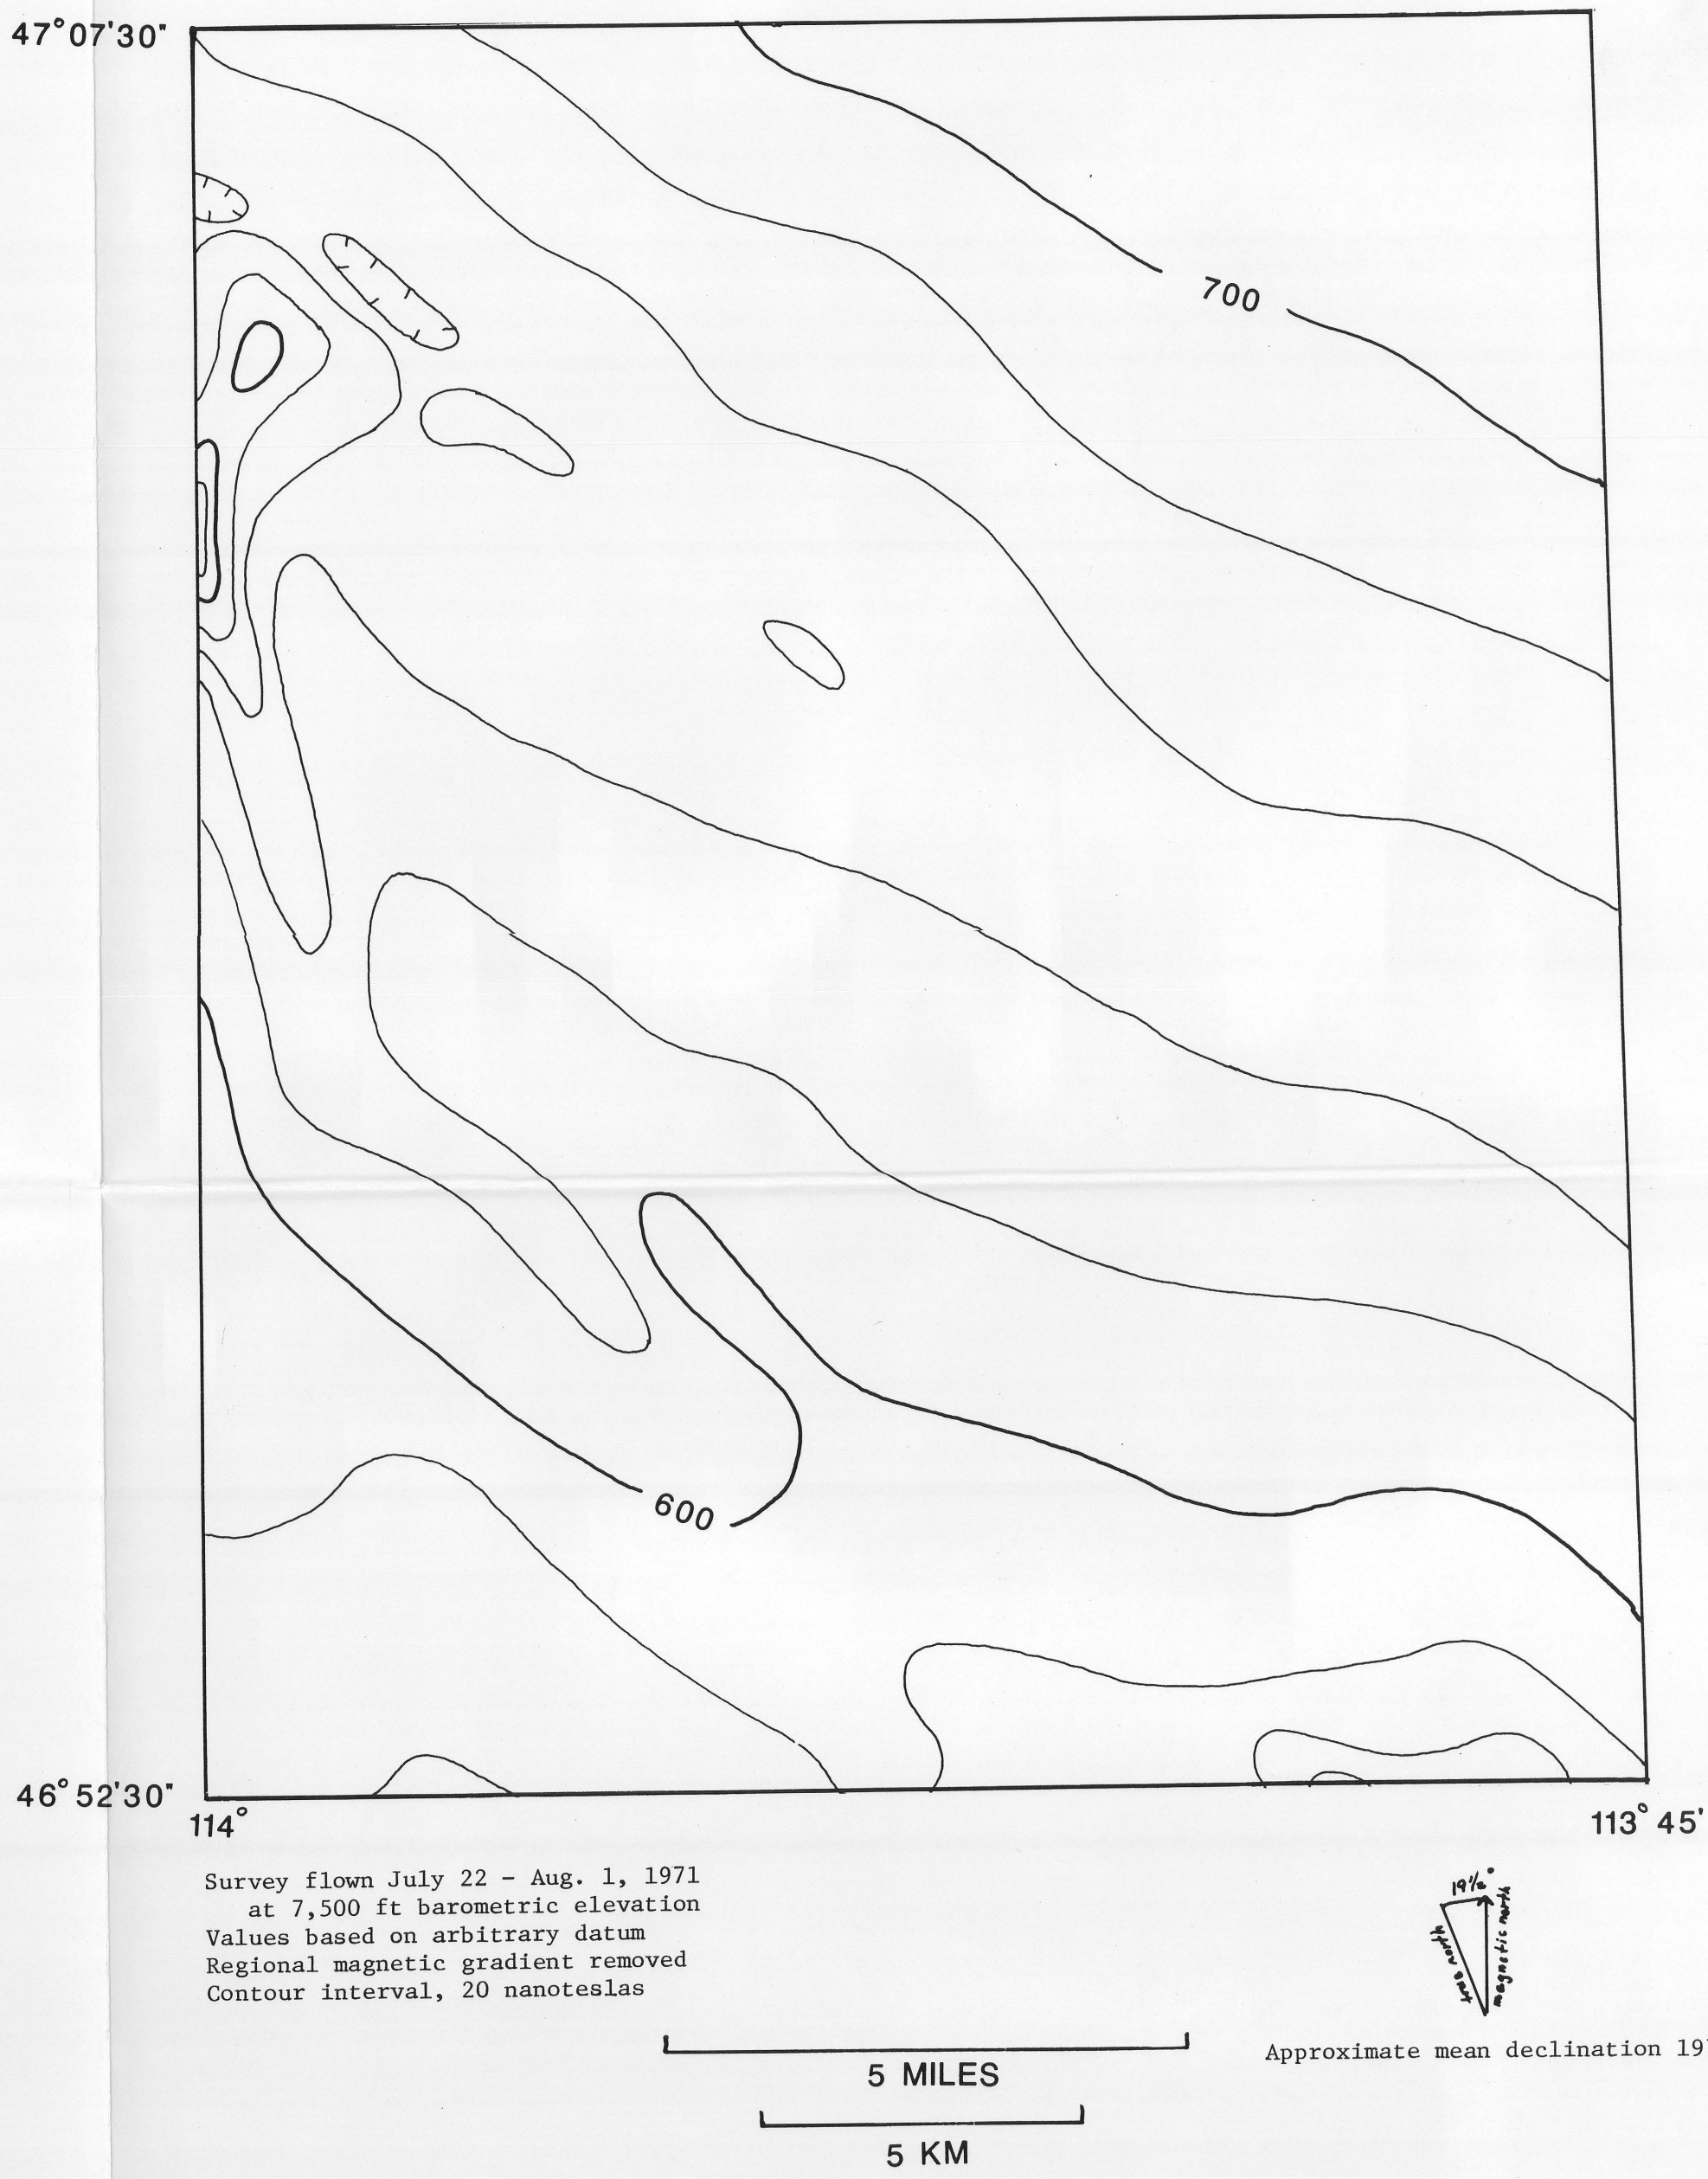 47°07'30"
700
600
46°52'30"
114°
113°45'
Survey flown July 22 – Aug. 1, 1971
at 7,500 ft barometric elevation
Values based on arbitrary datum
Regional magnetic gradient removed
Contour interval, 20 nanoteslas
19½°
true north
magnetic north
Approximate mean declination 19
5 MILES
5 KM